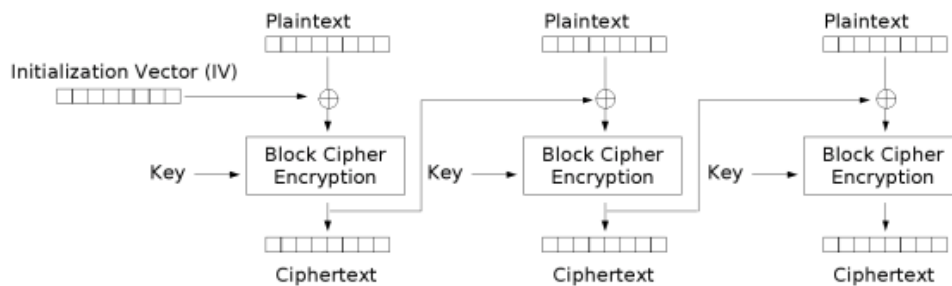 Plaintext Plaintext Plaintext
Initialization Vector (IV)
Key Block Cipher Encryption Key Block Cipher Encryption Key Block Cipher Encryption
Ciphertext Ciphertext Ciphertext